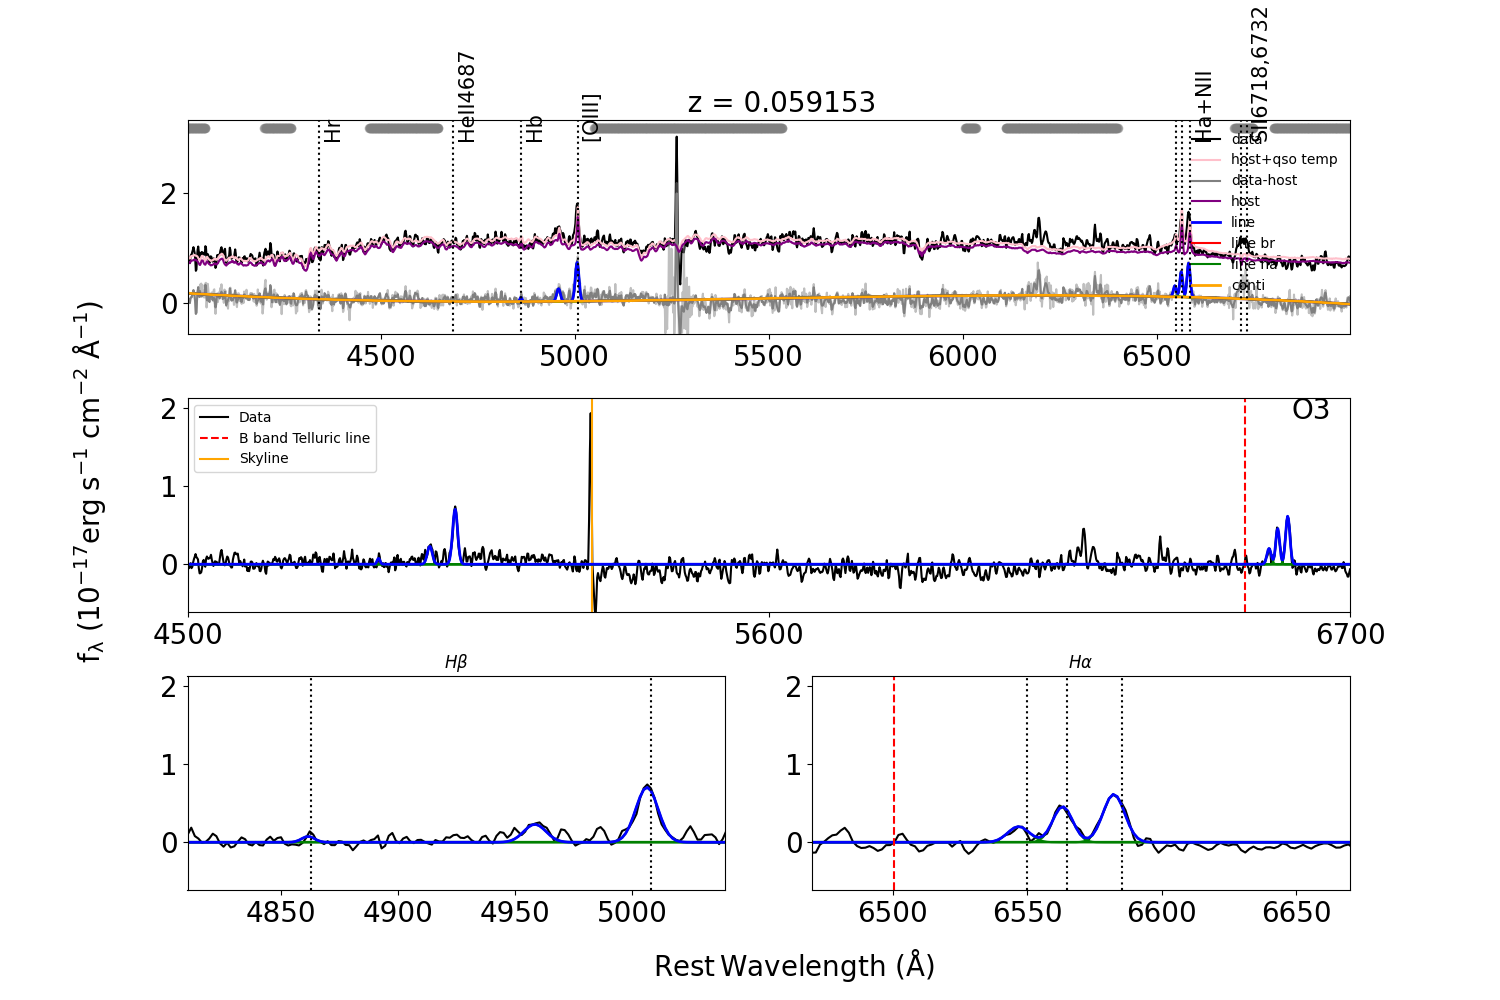 z = 0.059153
Hr
HeII4687
Hb
[OIII]
Ha+NII
SII6718,6732
data
host+qso temp
data-host
host
line
line br
line na
conti
2
0
4500 5000 5500 6000 6500
fλ (10⁻¹⁷erg s⁻¹ cm⁻² Å⁻¹)
O3
Data
B band Telluric line
Skyline
2
1
0
4500 5600 6700
Hβ
2
1
0
4850 4900 4950 5000
Hα
2
1
0
6500 6550 6600 6650
Rest Wavelength (Å)